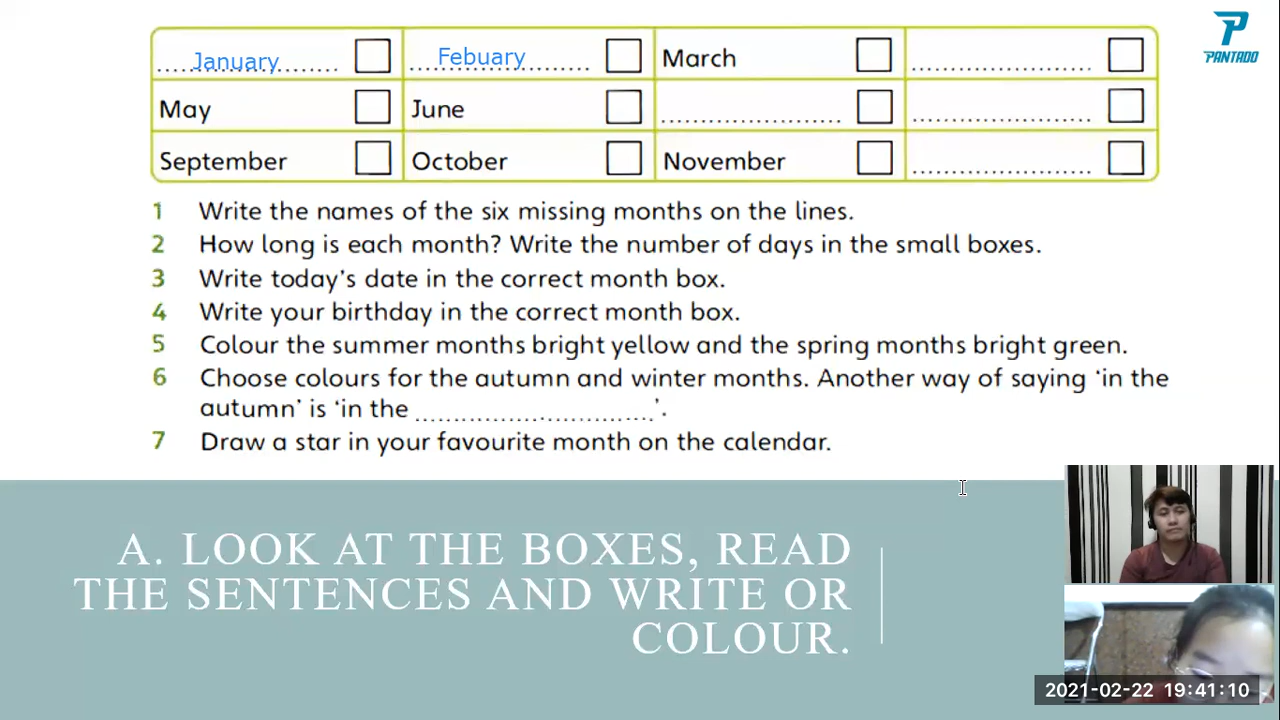 January Febuary March
PANTADO
May June
September October November
1 Write the names of the six missing months on the lines.
2 How long is each month? Write the number of days in the small boxes.
3 Write today's date in the correct month box.
4 Write your birthday in the correct month box.
5 Colour the summer months bright yellow and the spring months bright green.
6 Choose colours for the autumn and winter months. Another way of saying 'in the
autumn' is 'in the ..............................'.
7 Draw a star in your favourite month on the calendar.
A. LOOK AT THE BOXES, READ
THE SENTENCES AND WRITE OR
COLOUR.
2021-02-22 19:41:10